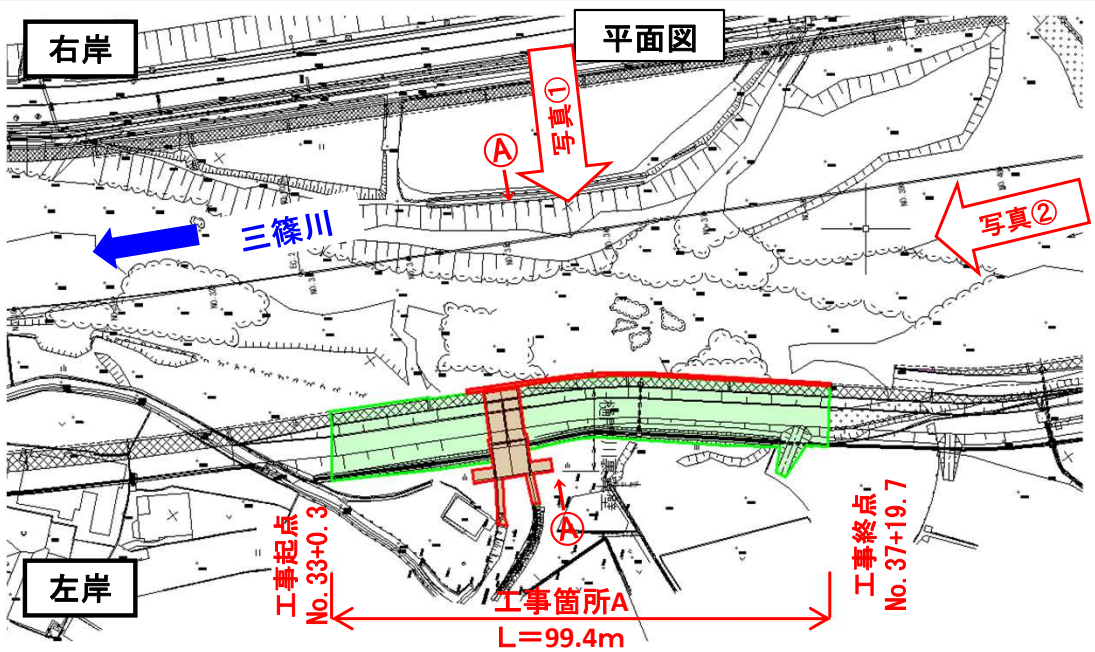 右岸
平面図
写真①
Ⓐ
三篠川
写真②
Ⓐ
工事起点
No. 33+0. 3
工事終点
No. 37+19. 7
左岸
工事箇所A
L=99.4m